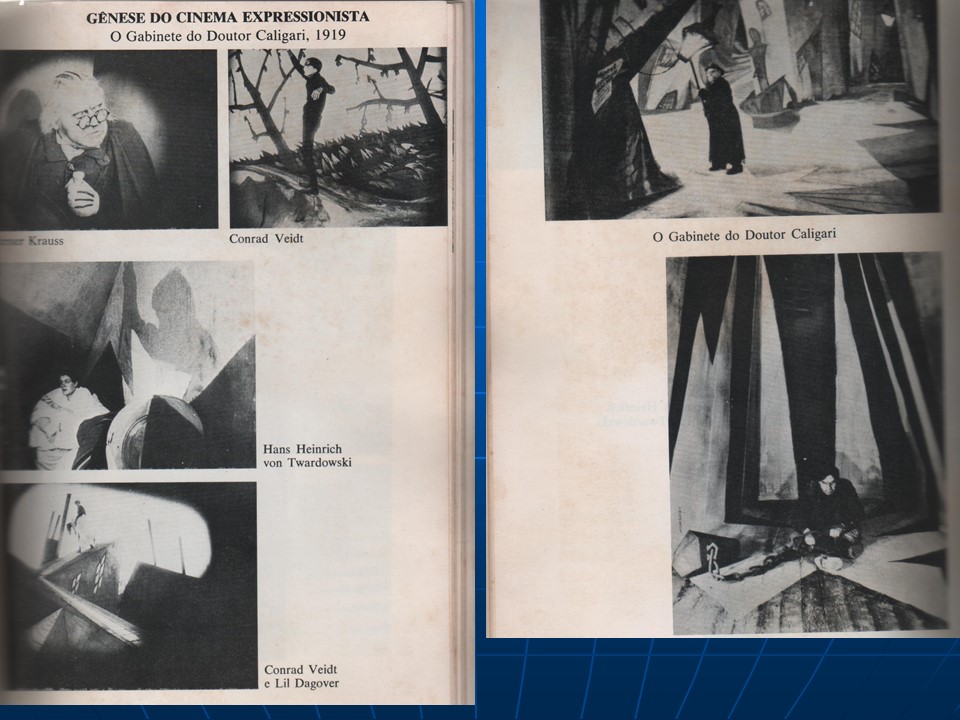 GÊNESE DO CINEMA EXPRESSIONISTA
O Gabinete do Doutor Caligari, 1919
Krauss
Conrad Veidt
Hans Heinrich
von Twardowski
Conrad Veidt
e Lil Dagover
O Gabinete do Doutor Caligari